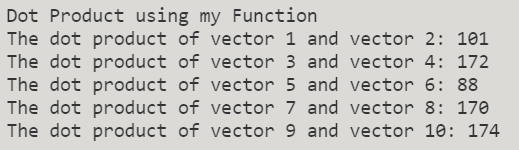 Dot Product using my Function
The dot product of vector 1 and vector 2: 101
The dot product of vector 3 and vector 4: 172
The dot product of vector 5 and vector 6: 88
The dot product of vector 7 and vector 8: 170
The dot product of vector 9 and vector 10: 174